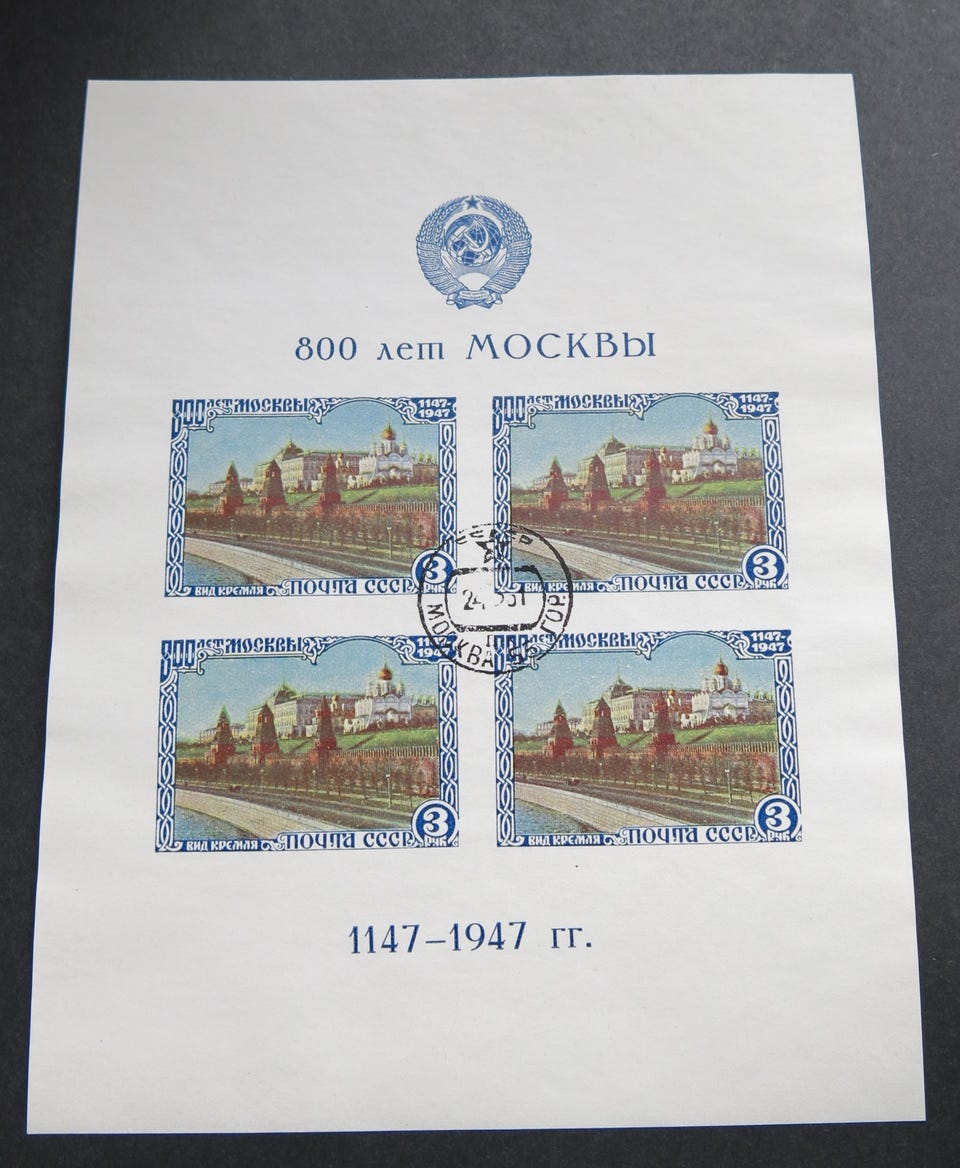 800 лет МОСКВЫ
800 ЛЕТ МОСКВЫ 1147-1947
ВИД КРЕМЛЯ ПОЧТА СССР 3 РУБ
800 ЛЕТ МОСКВЫ 1147-1947
ВИД КРЕМЛЯ ПОЧТА СССР 3 РУБ
МОСКВА
800 ЛЕТ МОСКВЫ 1147-1947
ВИД КРЕМЛЯ ПОЧТА СССР 3 РУБ
800 ЛЕТ МОСКВЫ 1147-1947
ВИД КРЕМЛЯ ПОЧТА СССР 3 РУБ
1147–1947 гг.